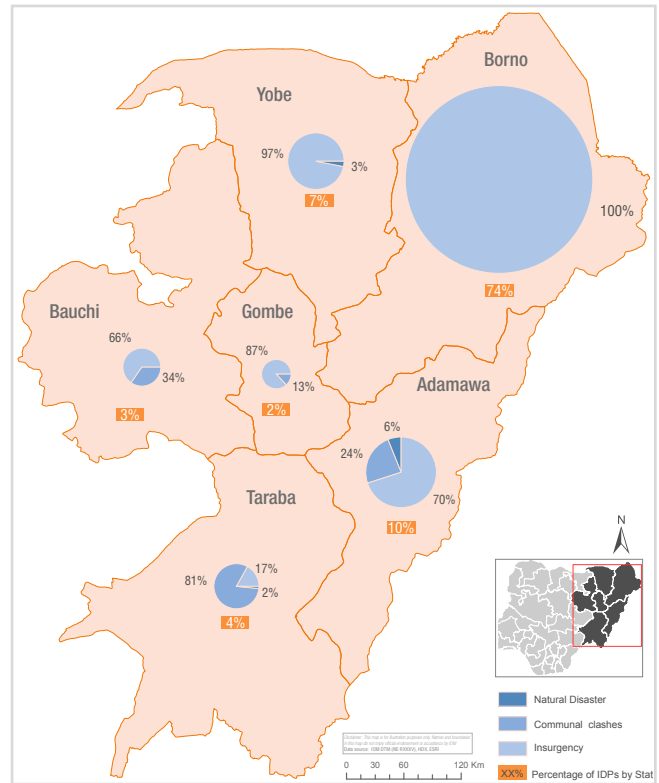 Borno
Yobe
97%
3%
7%
100%
74%
Bauchi
66%
34%
3%
Gombe
87%
13%
2%
Adamawa
6%
24%
70%
10%
Taraba
81%
17%
2%
4%
N
Natural Disaster
Communal clashes
Insurgency
XX% Percentage of IDPs by Stat
0 30 60 120 Km